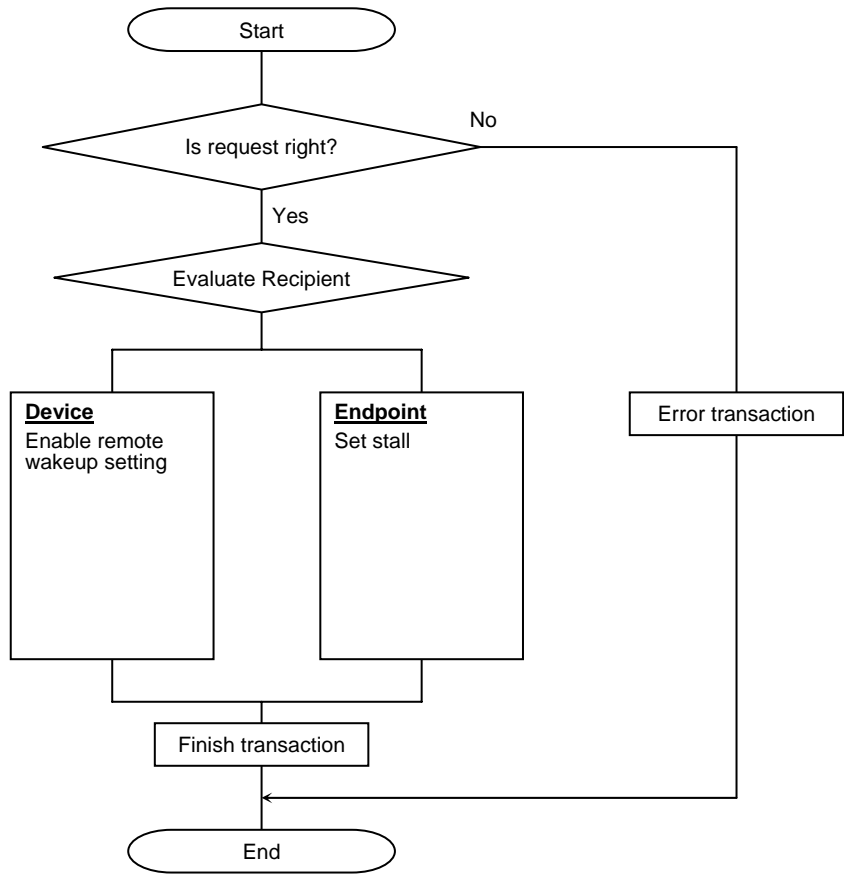 Start
Is request right?
No
Yes
Evaluate Recipient
Device
Enable remote
wakeup setting
Endpoint
Set stall
Error transaction
Finish transaction
End